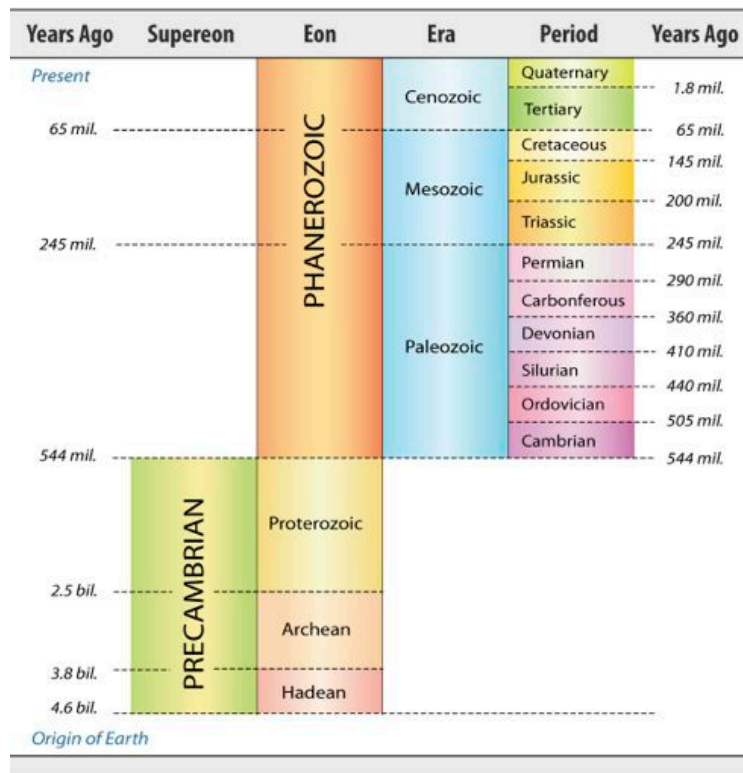 Years Ago Supereon Eon Era Period Years Ago
Present
Quaternary
1.8 mil.
Cenozoic
Tertiary
65 mil. 65 mil.
Cretaceous
145 mil.
Jurassic
Mesozoic
200 mil.
Triassic
PHANEROZOIC
245 mil. 245 mil.
Permian
290 mil.
Carbonferous
360 mil.
Devonian
Paleozoic
410 mil.
Silurian
440 mil.
Ordovician
505 mil.
Cambrian
544 mil. 544 mil.
PRECAMBRIAN
Proterozoic
2.5 bil.
Archean
3.8 bil.
Hadean
4.6 bil.
Origin of Earth